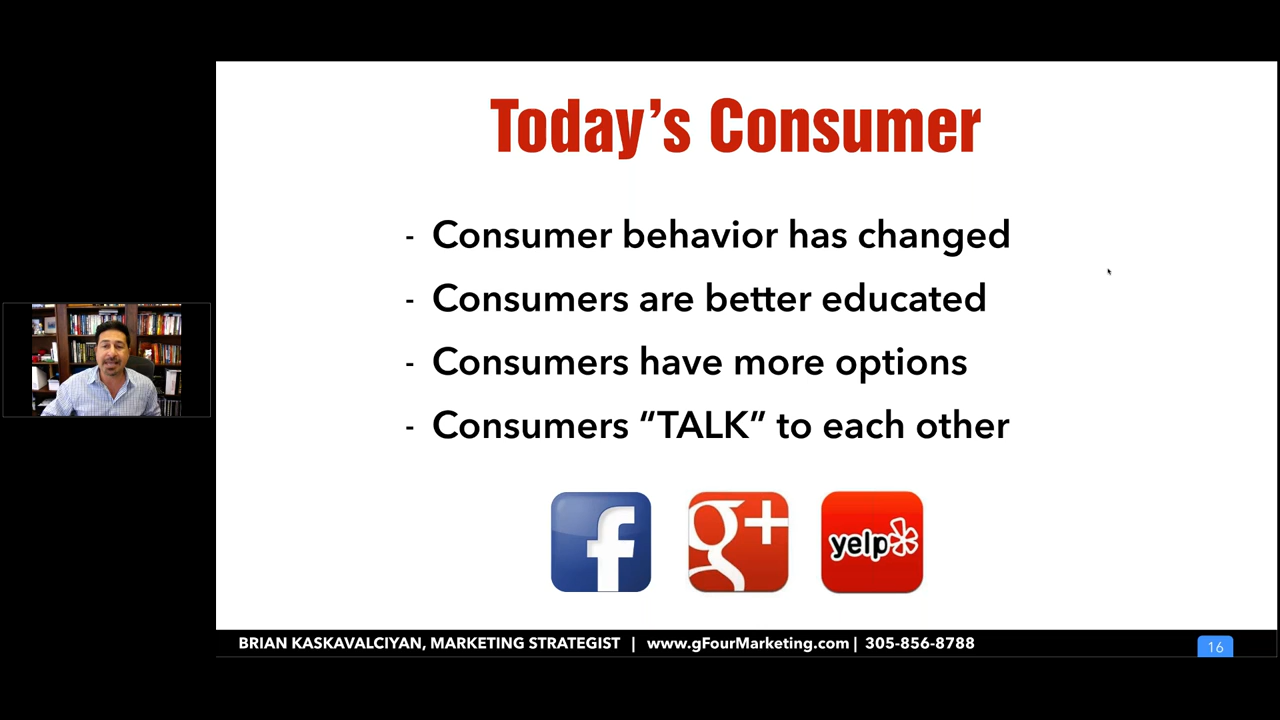 Today’s Consumer
- Consumer behavior has changed
- Consumers are better educated
- Consumers have more options
- Consumers “TALK” to each other
f g+ yelp
BRIAN KASKAVALCIYAN, MARKETING STRATEGIST | www.gFourMarketing.com | 305-856-8788
16